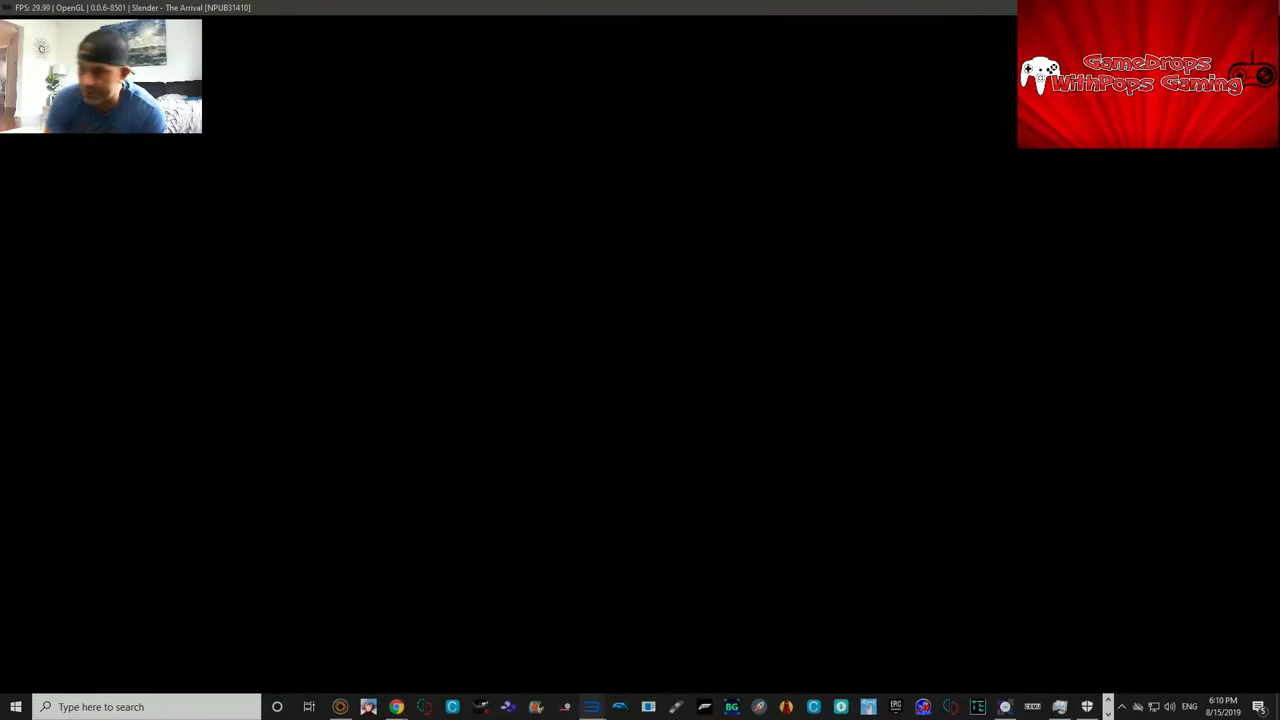 FPS: 29.99 | OpenGL | 0.0.6-8501 | Slender - The Arrival [NPUB31410]
GameDrops
WithPops Gaming
Type here to search
BG
EPIC
ENG
6:10 PM
8/15/2019